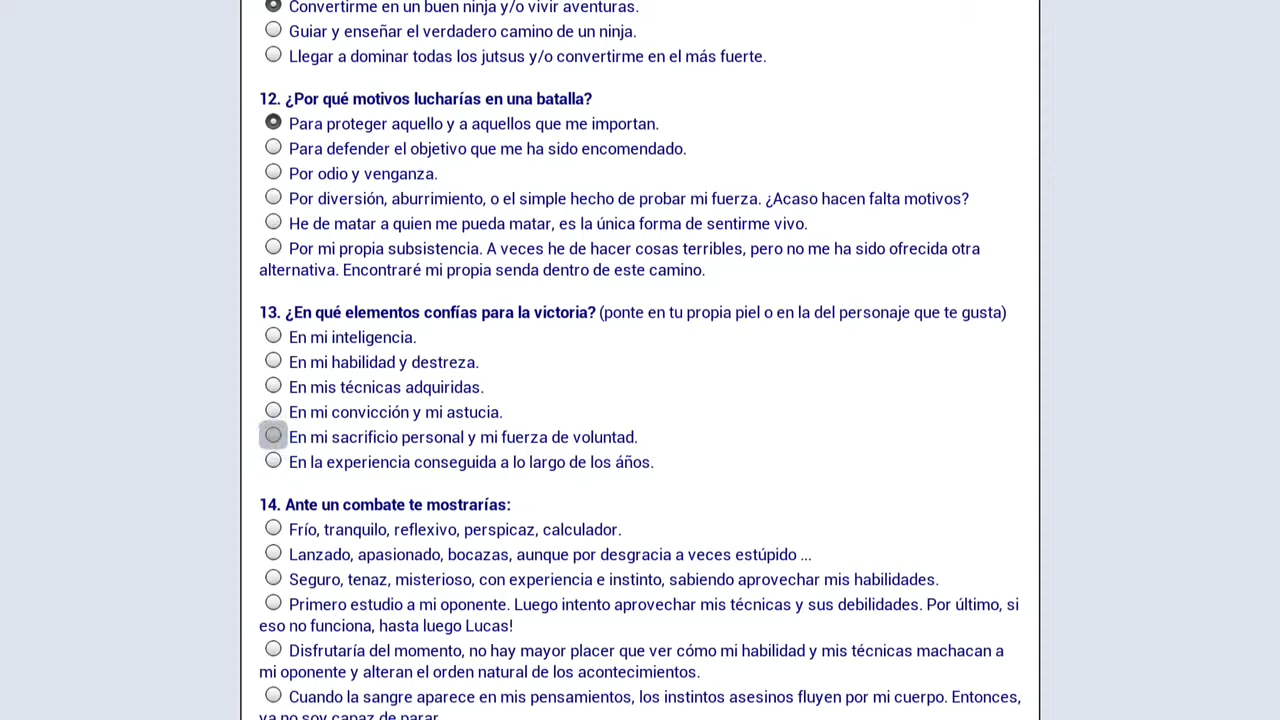 Convertirme en un buen ninja y/o vivir aventuras.
Guiar y enseñar el verdadero camino de un ninja.
Llegar a dominar todas los jutsus y/o convertirme en el más fuerte.
12. ¿Por qué motivos lucharías en una batalla?
Para proteger aquello y a aquellos que me importan.
Para defender el objetivo que me ha sido encomendado.
Por odio y venganza.
Por diversión, aburrimiento, o el simple hecho de probar mi fuerza. ¿Acaso hacen falta motivos?
He de matar a quien me pueda matar, es la única forma de sentirme vivo.
Por mi propia subsistencia. A veces he de hacer cosas terribles, pero no me ha sido ofrecida otra
alternativa. Encontraré mi propia senda dentro de este camino.
13. ¿En qué elementos confías para la victoria? (ponte en tu propia piel o en la del personaje que te gusta)
En mi inteligencia.
En mi habilidad y destreza.
En mis técnicas adquiridas.
En mi convicción y mi astucia.
En mi sacrificio personal y mi fuerza de voluntad.
En la experiencia conseguida a lo largo de los áños.
14. Ante un combate te mostrarías:
Frío, tranquilo, reflexivo, perspicaz, calculador.
Lanzado, apasionado, bocazas, aunque por desgracia a veces estúpido ...
Seguro, tenaz, misterioso, con experiencia e instinto, sabiendo aprovechar mis habilidades.
Primero estudio a mi oponente. Luego intento aprovechar mis técnicas y sus debilidades. Por último, si
eso no funciona, hasta luego Lucas!
Disfrutaría del momento, no hay mayor placer que ver cómo mi habilidad y mis técnicas machacan a
mi oponente y alteran el orden natural de los acontecimientos.
Cuando la sangre aparece en mis pensamientos, los instintos asesinos fluyen por mi cuerpo. Entonces,
ya no soy capaz de parar.